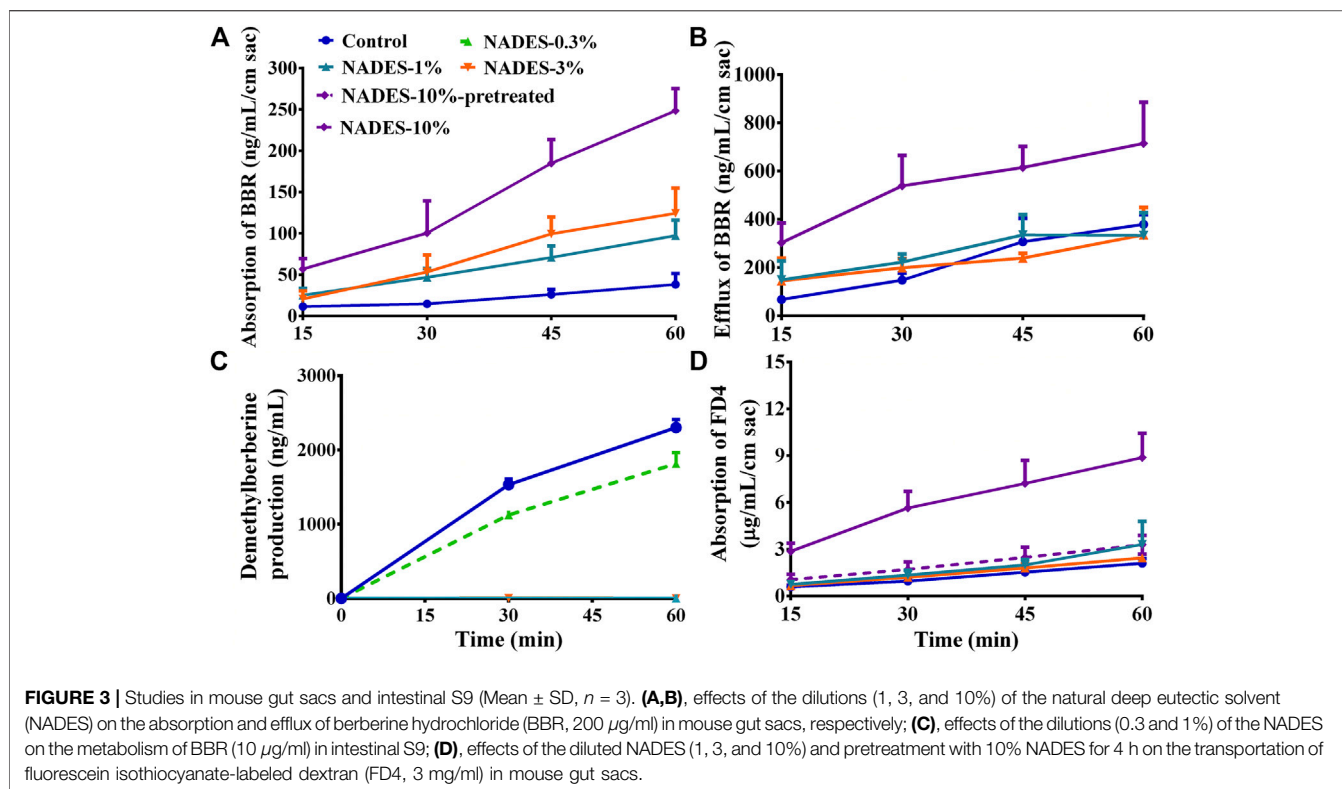 A
Control
NADES-0.3%
NADES-1%
NADES-3%
NADES-10%-pretreated
NADES-10%
Absorption of BBR (ng/mL/cm sac)
300
250
200
150
100
50
0
15
30
45
60
B
Efflux of BBR (ng/mL/cm sac)
1000
800
600
400
200
0
15
30
45
60
C
Demethylberberine
production (ng/mL)
3000
2000
1000
0
0
15
30
45
60
Time (min)
D
Absorption of FD4
(µg/mL/cm sac)
15
12
9
6
3
0
15
30
45
60
Time (min)
FIGURE 3 | Studies in mouse gut sacs and intestinal S9 (Mean ± SD, n = 3). (A,B), effects of the dilutions (1, 3, and 10%) of the natural deep eutectic solvent
(NADES) on the absorption and efflux of berberine hydrochloride (BBR, 200 µg/ml) in mouse gut sacs, respectively; (C), effects of the dilutions (0.3 and 1%) of the NADES
on the metabolism of BBR (10 µg/ml) in intestinal S9; (D), effects of the diluted NADES (1, 3, and 10%) and pretreatment with 10% NADES for 4 h on the transportation of
fluorescein isothiocyanate-labeled dextran (FD4, 3 mg/ml) in mouse gut sacs.